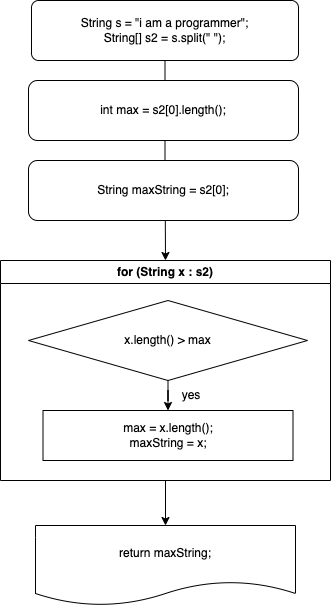 String s = "i am a programmer";
String[] s2 = s.split(" ");
int max = s2[0].length();
String maxString = s2[0];
for (String x : s2)
x.length() > max
yes
max = x.length();
maxString = x;
return maxString;